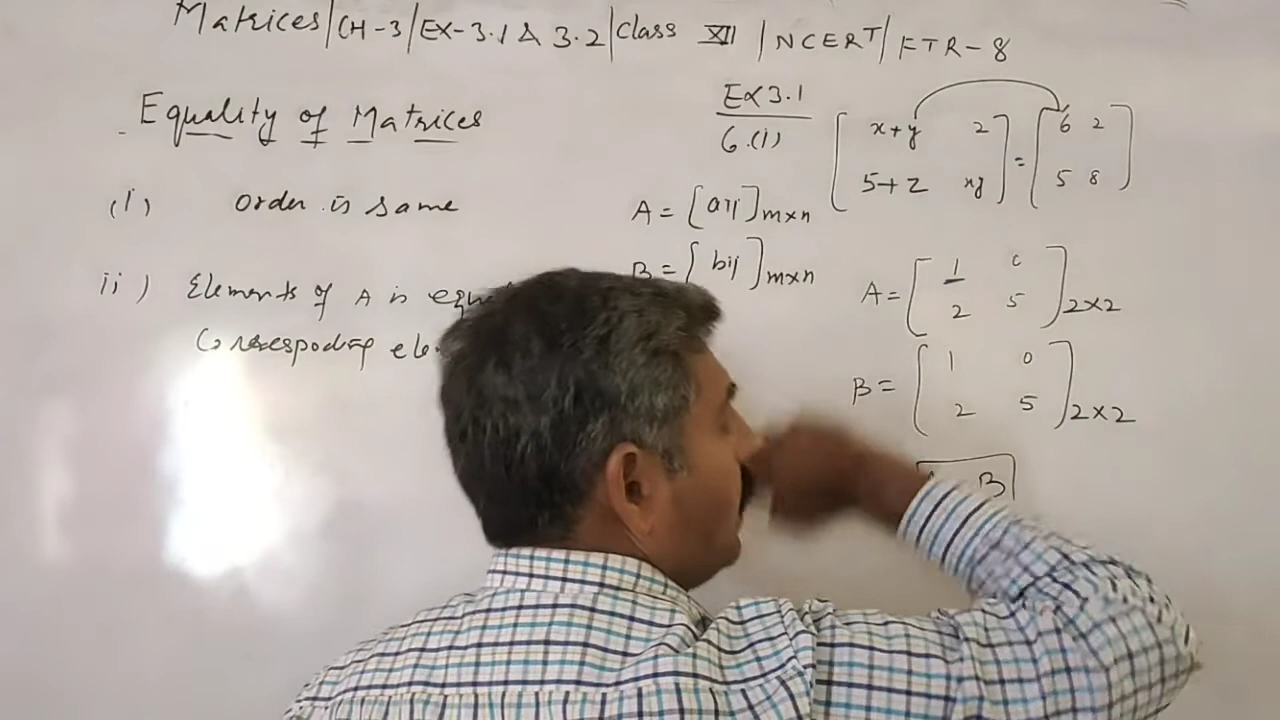 Matrices/CH-3/EX-3.1 & 3.2/Class XII /NCERT/FTR-8
Equality of Matrices
(i) order is same
ii) Elements of A is
Correspoding
Ex 3.1
6.(i)
[x+y 2] = [6 2]
[5+z xy] [5 8]
A = [aij]m×n
B = [bij]m×n
A = [1 0]
[2 5]2×2
B = [1 0]
[2 5]2×2
B